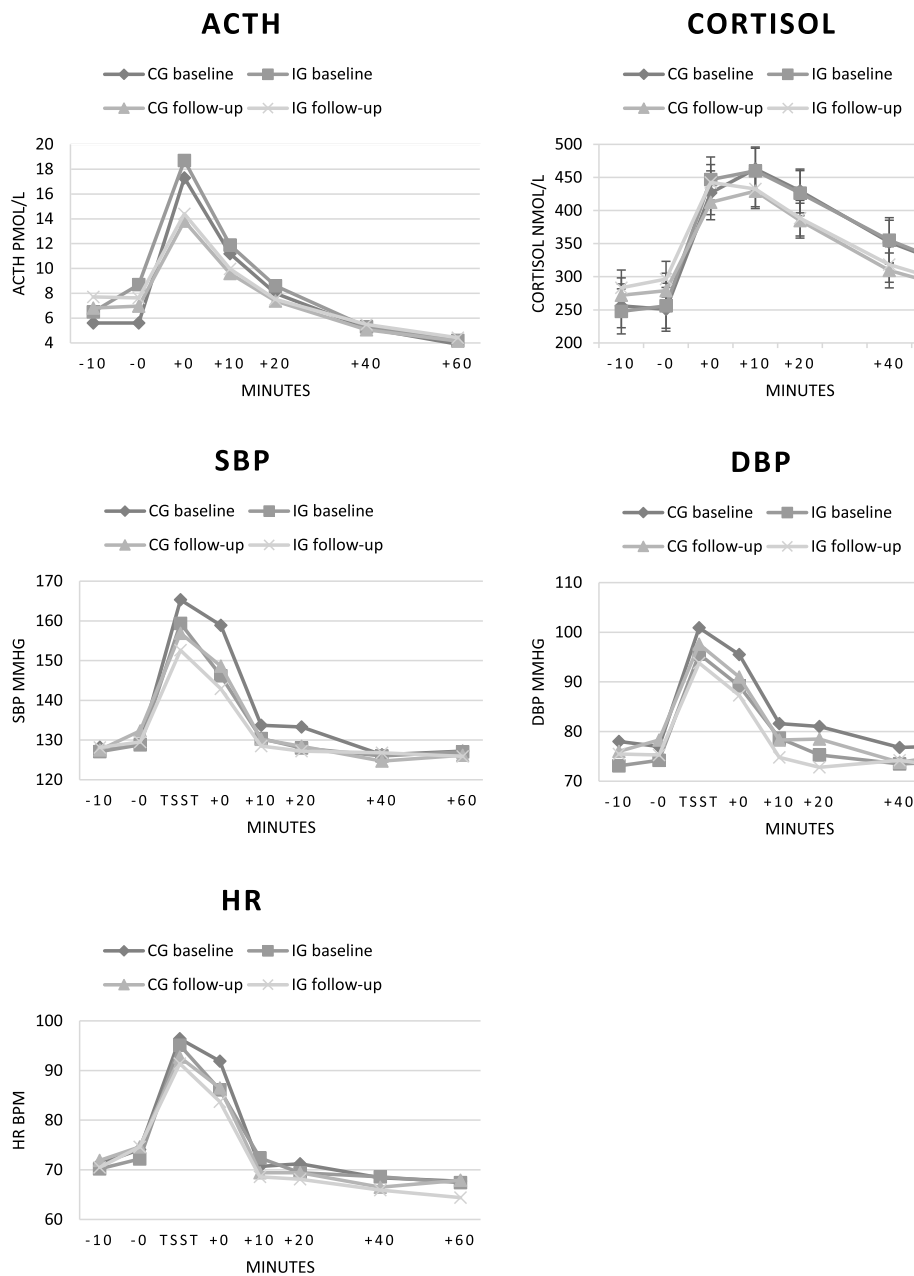 ACTH
CG baseline IG baseline
CG follow-up IG follow-up
20
18
16
14
12
10
8
6
4
ACTH PMOL/L
-10 -0 +0 +10 +20 +40 +60
MINUTES
CORTISOL
CG baseline IG baseline
CG follow-up IG follow-up
500
450
400
350
300
250
200
CORTISOL NMOL/L
-10 -0 +0 +10 +20 +40
MINUTES
SBP
CG baseline IG baseline
CG follow-up IG follow-up
170
160
150
140
130
120
SBP MMHG
-10 -0 TSST +0 +10 +20 +40 +60
MINUTES
DBP
CG baseline IG baseline
CG follow-up IG follow-up
110
100
90
80
70
DBP MMHG
-10 -0 TSST +0 +10 +20 +40
MINUTES
HR
CG baseline IG baseline
CG follow-up IG follow-up
100
90
80
70
60
HR BPM
-10 -0 TSST +0 +10 +20 +40 +60
MINUTES